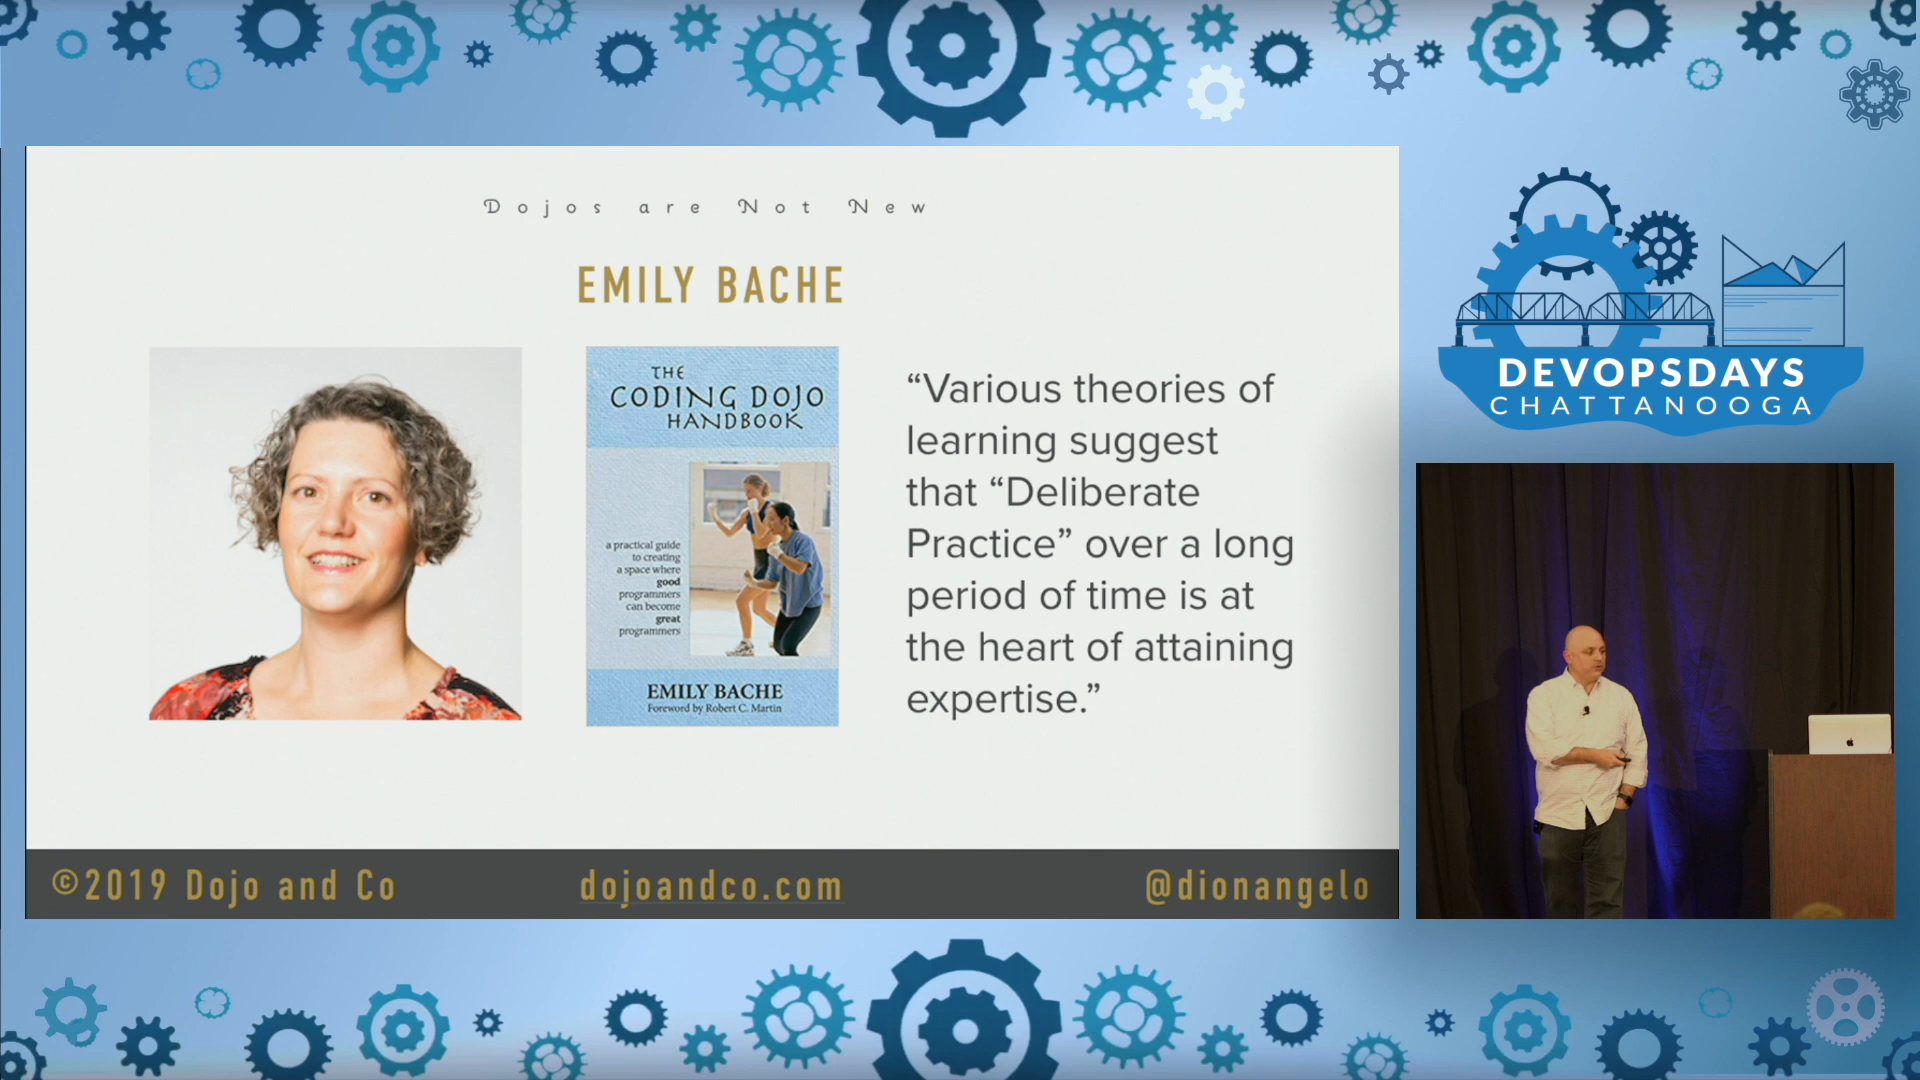 Dojos are Not New
EMILY BACHE
THE
CODING DOJO
HANDBOOK
a practical guide
to creating
a space where
good
programmers
can become
great
programmers
EMILY BACHE
Foreword by Robert C. Martin
“Various theories of
learning suggest
that “Deliberate
Practice” over a long
period of time is at
the heart of attaining
expertise.”
©2019 Dojo and Co
dojoandco.com
@dionangelo
DEVOPSDAYS
CHATTANOOGA